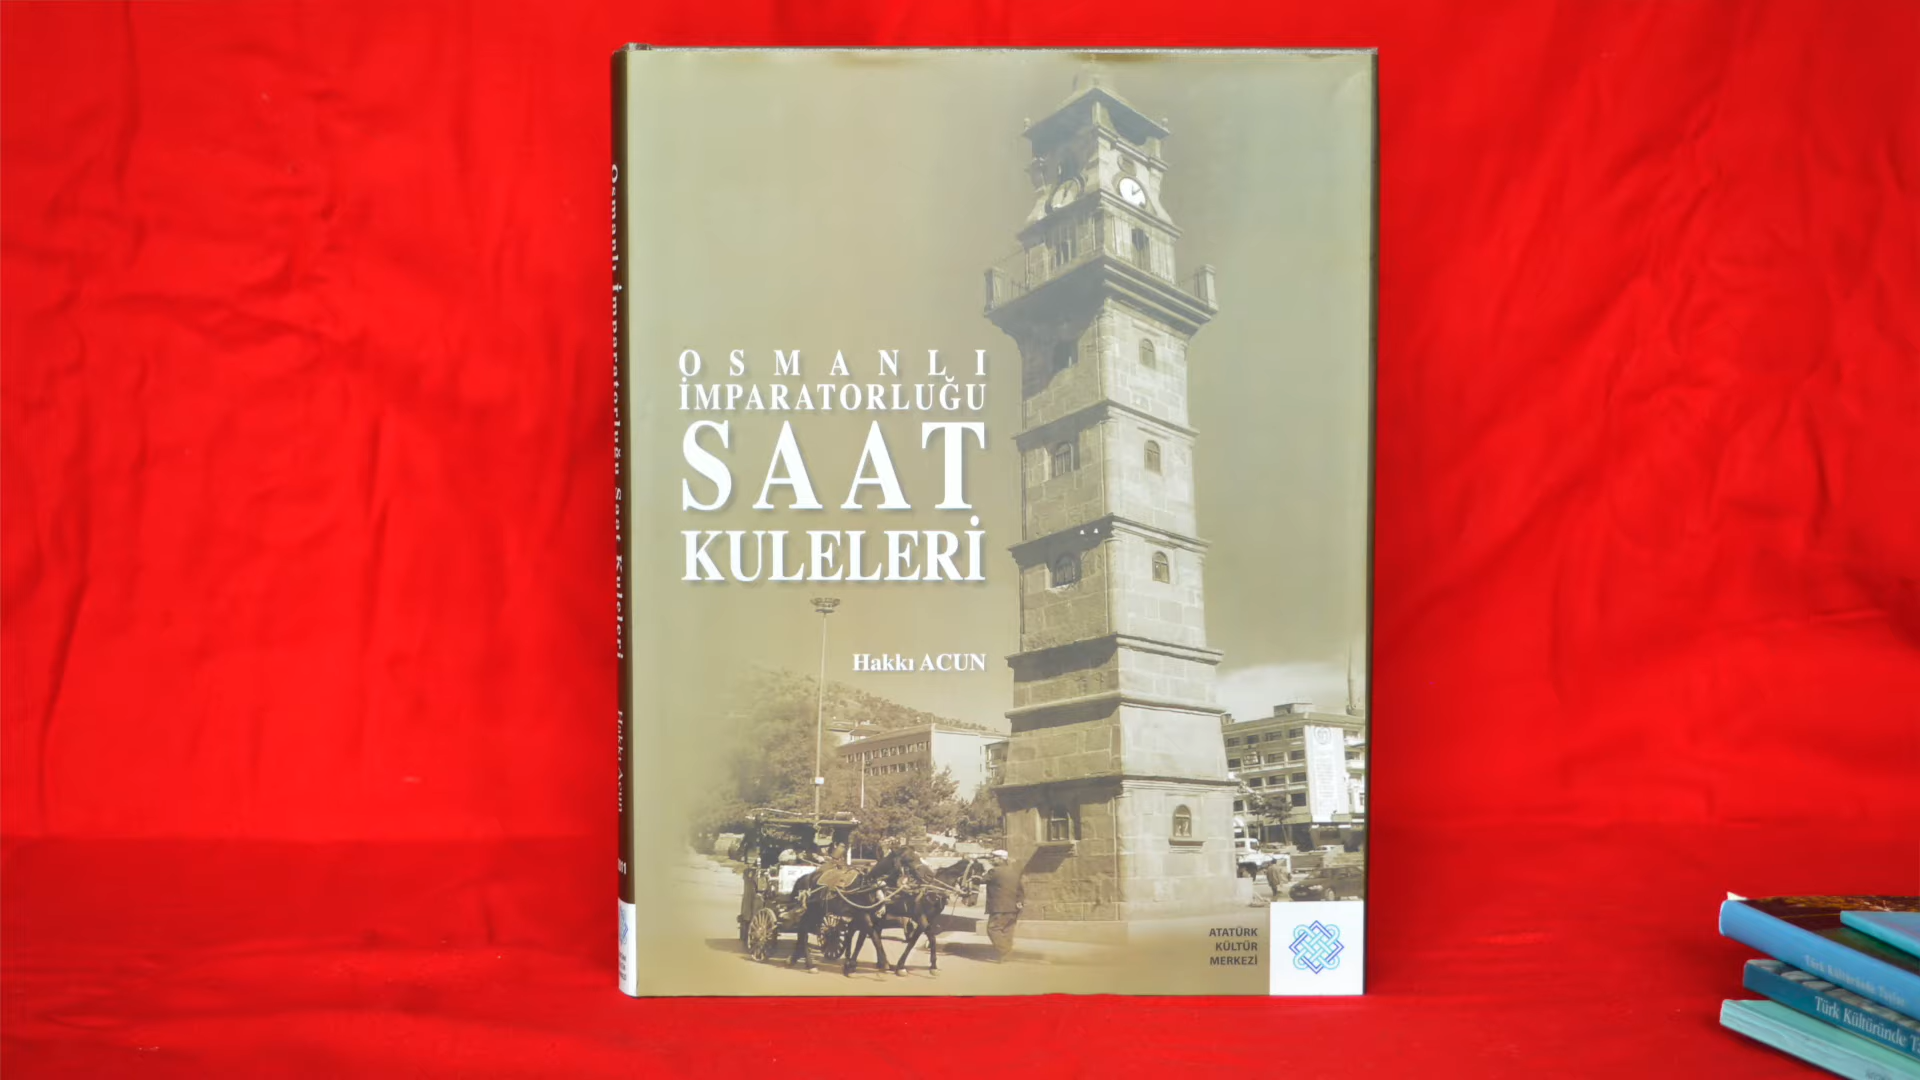 OSMANLI
İMPARATORLUĞU
SAAT
KULELERİ
Hakkı ACUN
ATATÜRK
KÜLTÜR
MERKEZİ
Osmanlı İmparatorluğu Saat Kuleleri
Hakkı Acun
Türk Kültüründe
Türk Kültüründe